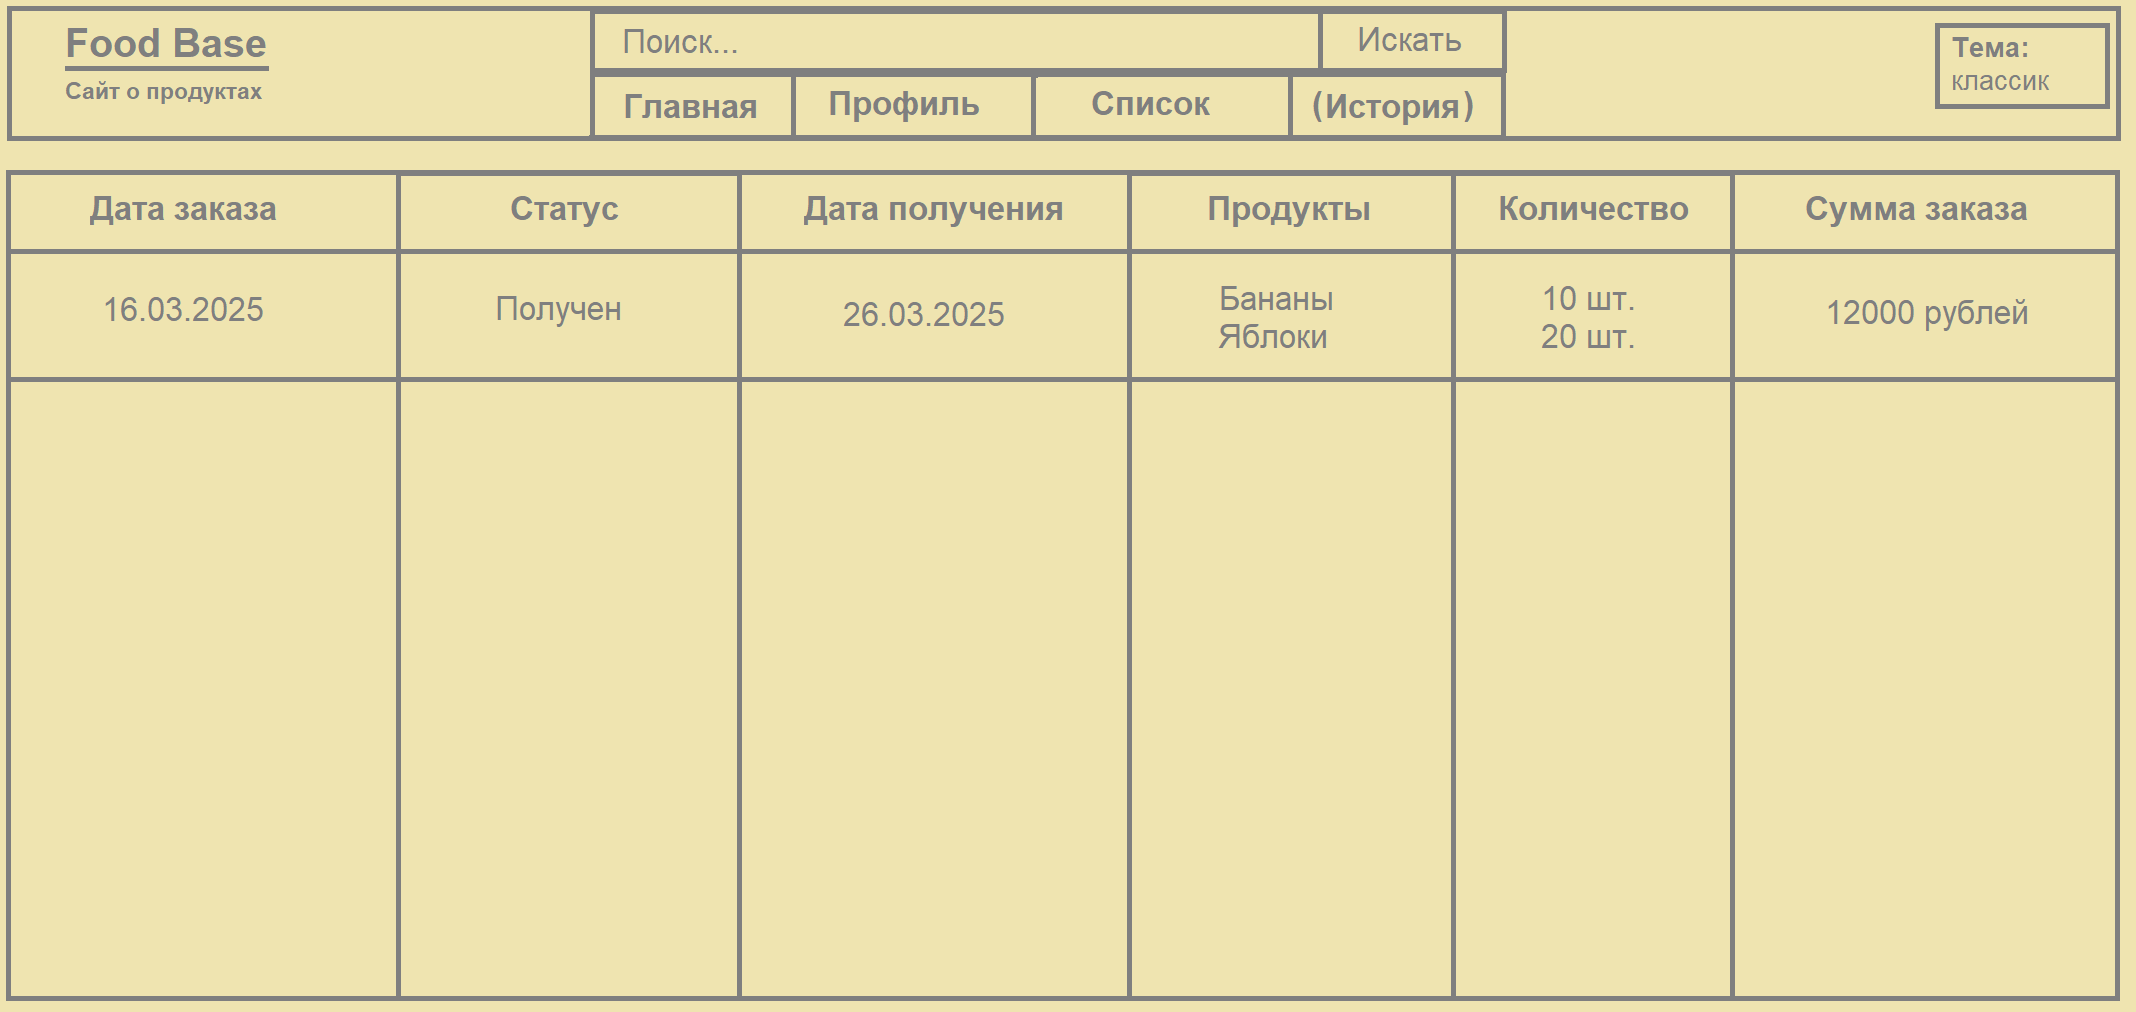 Food Base
Сайт о продуктах
Поиск...
Искать
Главная
Профиль
Список
(История)
Тема:
классик
Дата заказа
Статус
Дата получения
Продукты
Количество
Сумма заказа
16.03.2025
Получен
26.03.2025
Бананы
Яблоки
10 шт.
20 шт.
12000 рублей